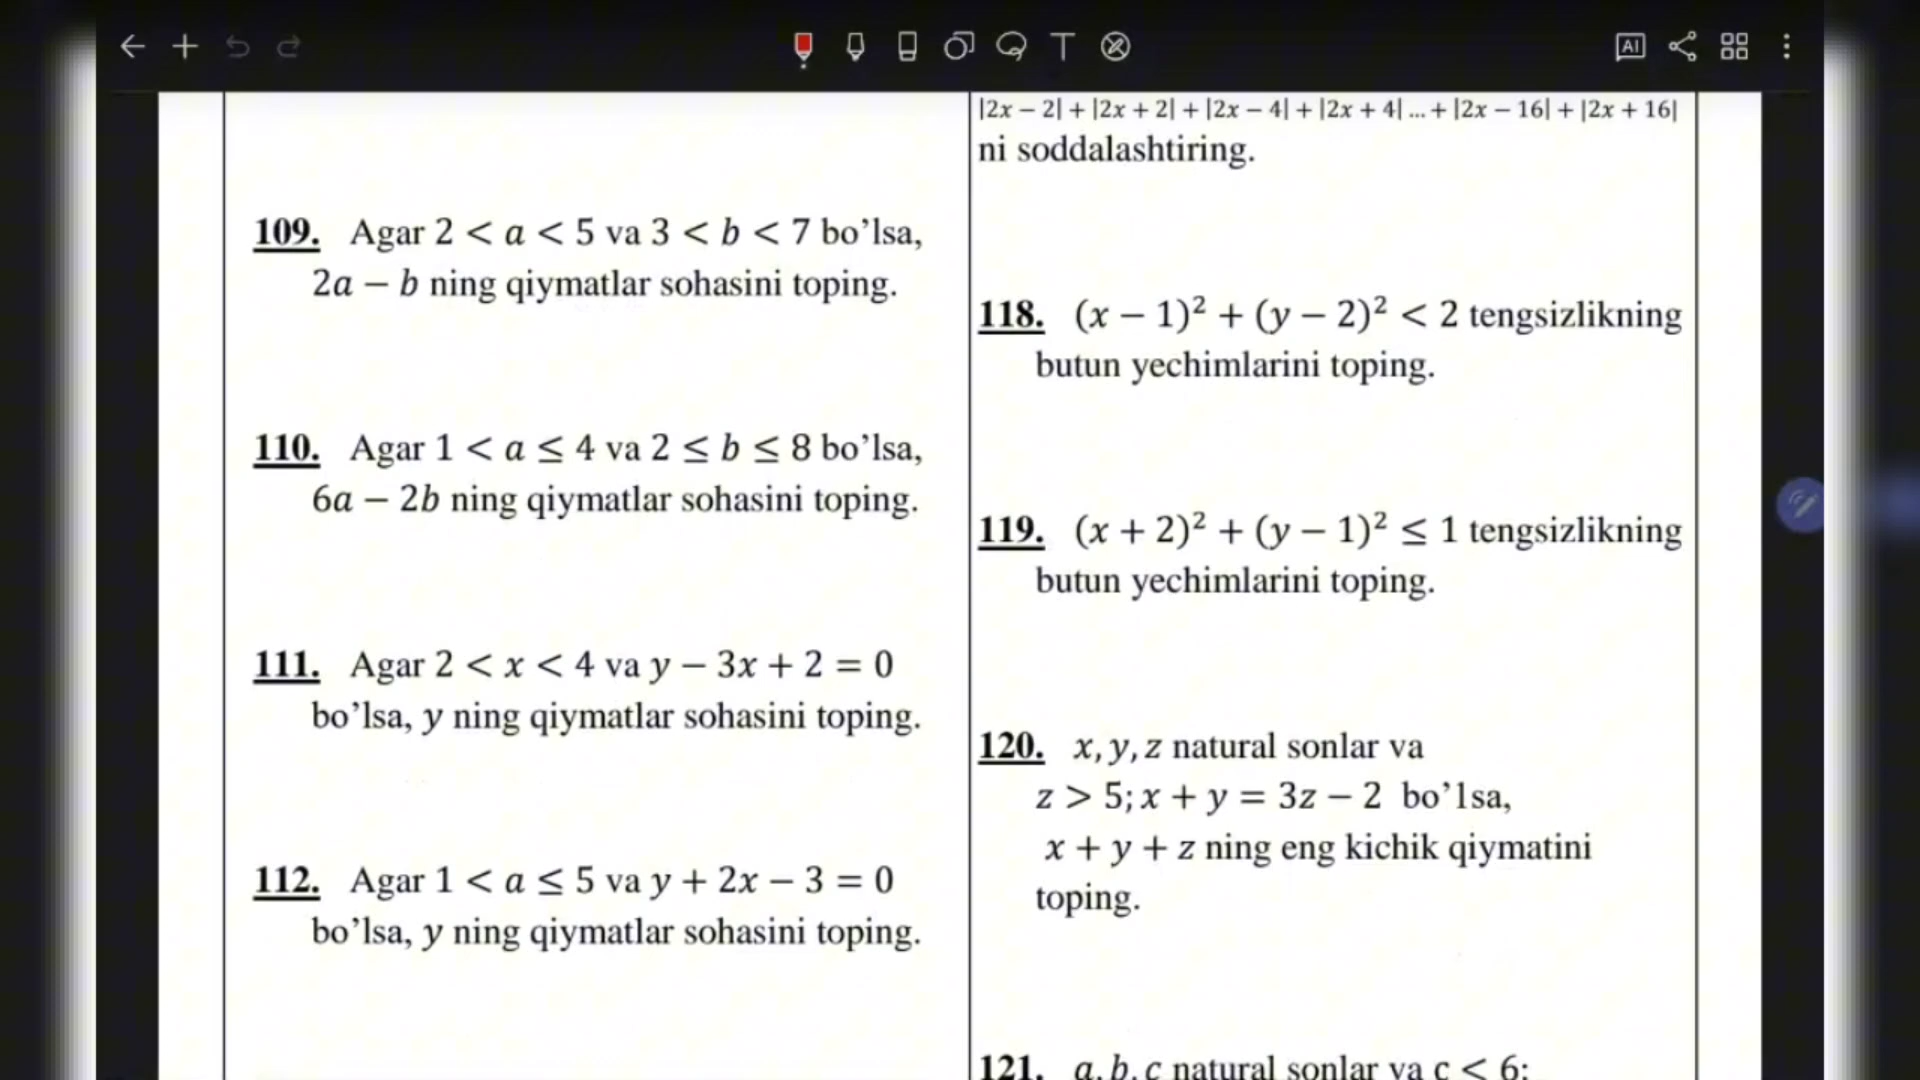 AI
109. Agar 2 < a < 5 va 3 < b < 7 bo’lsa,
2a − b ning qiymatlar sohasini toping.
110. Agar 1 < a ≤ 4 va 2 ≤ b ≤ 8 bo’lsa,
6a − 2b ning qiymatlar sohasini toping.
111. Agar 2 < x < 4 va y − 3x + 2 = 0
bo’lsa, y ning qiymatlar sohasini toping.
112. Agar 1 < a ≤ 5 va y + 2x − 3 = 0
bo’lsa, y ning qiymatlar sohasini toping.
|2x − 2| + |2x + 2| + |2x − 4| + |2x + 4| ... + |2x − 16| + |2x + 16|
ni soddalashtiring.
118. (x − 1)² + (y − 2)² < 2 tengsizlikning
butun yechimlarini toping.
119. (x + 2)² + (y − 1)² ≤ 1 tengsizlikning
butun yechimlarini toping.
120. x, y, z natural sonlar va
z > 5; x + y = 3z − 2 bo’lsa,
x + y + z ning eng kichik qiymatini
toping.
121. a, b, c natural sonlar va c < 6;